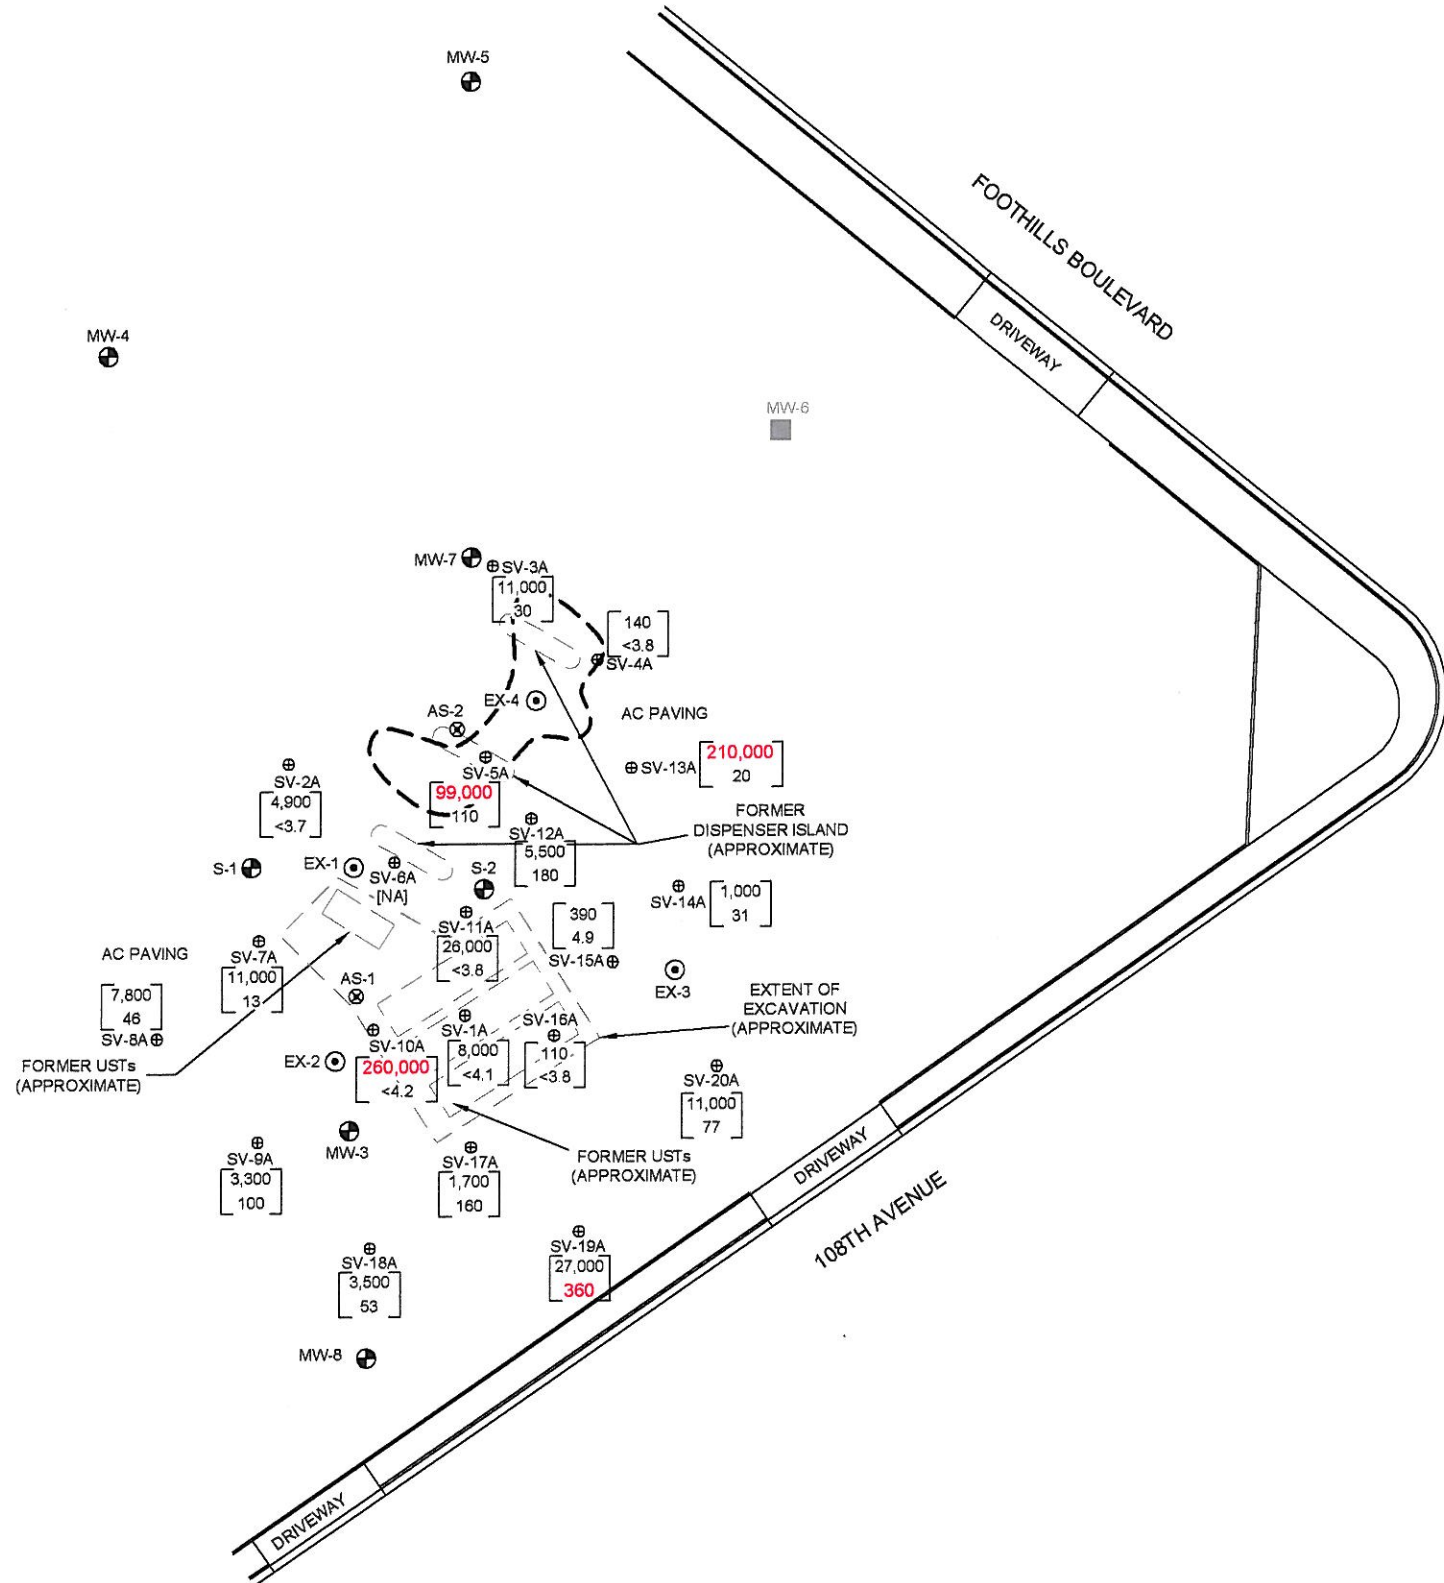 MW-5
FOOTHILLS BOULEVARD
DRIVEWAY
MW-4
MW-6
MW-7
SV-3A
11,000
30
140
<3.8
SV-4A
EX-4
AS-2
AC PAVING
SV-5A
99,000
110
SV-13A
210,000
20
SV-2A
4,900
<3.7
FORMER
DISPENSER ISLAND
(APPROXIMATE)
SV-12A
5,500
180
S-1
EX-1
SV-6A
[NA]
S-2
SV-14A
1,000
31
SV-11A
26,000
<3.8
390
4.9
SV-15A
EX-3
AC PAVING
SV-7A
11,000
13
AS-1
7,800
46
SV-8A
EXTENT OF
EXCAVATION
(APPROXIMATE)
FORMER USTs
(APPROXIMATE)
EX-2
SV-10A
260,000
<4.2
SV-1A
8,000
<4.1
SV-16A
110
<3.8
SV-20A
11,000
77
MW-3
FORMER USTs
(APPROXIMATE)
SV-9A
3,300
100
SV-17A
1,700
160
DRIVEWAY
108TH AVENUE
SV-18A
3,500
53
SV-19A
27,000
360
MW-8
DRIVEWAY